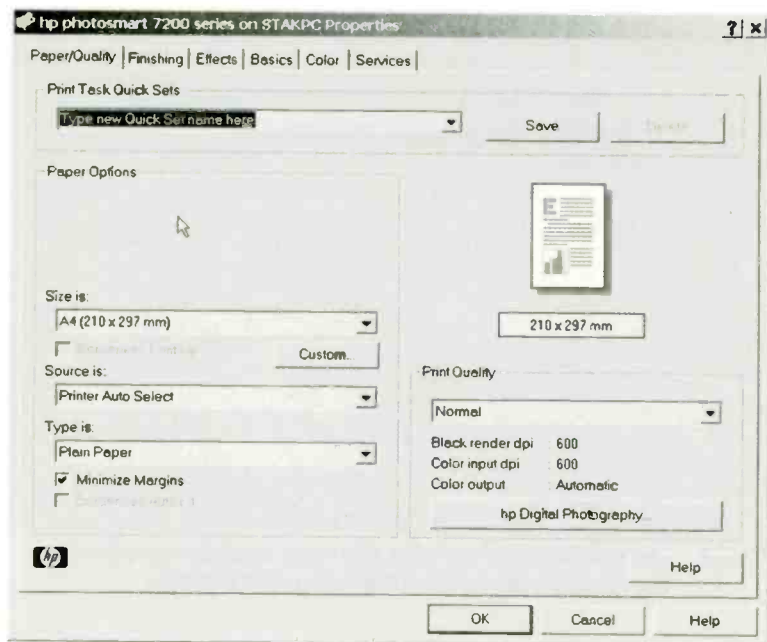 hp photosmart 7200 series on STAKPC Properties
? x
Paper/Quality Finishing Effects Basics Color Services
Print Task Quick Sets
Type new Quick Set name here
Save
Paper Options
E
Size is:
A4 (210 x 297 mm)
210 x 297 mm
Custom...
Source is:
Printer Auto Select
Print Quality
Normal
Type is:
Plain Paper
Black render dpi : 600
Color input dpi : 600
Color output : Automatic
Minimize Margins
hp Digital Photography...
hp
Help
OK Cancel Help